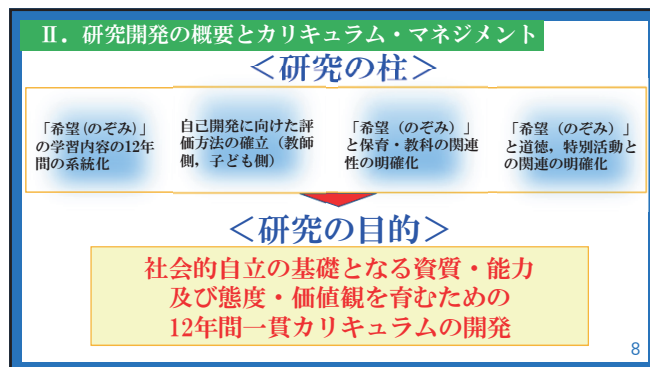 Ⅱ．研究開発の概要とカリキュラム・マネジメント
＜研究の柱＞
「希望(のぞみ)」
の学習内容の12年
間の系統化
自己開発に向けた評
価方法の確立（教師
側，子ども側）
「希望（のぞみ）」
と保育・教科の関連
性の明確化
「希望（のぞみ）」
と道徳，特別活動と
の関連の明確化
＜研究の目的＞
社会的自立の基礎となる資質・能力
及び態度・価値観を育むための
12年間一貫カリキュラムの開発
8